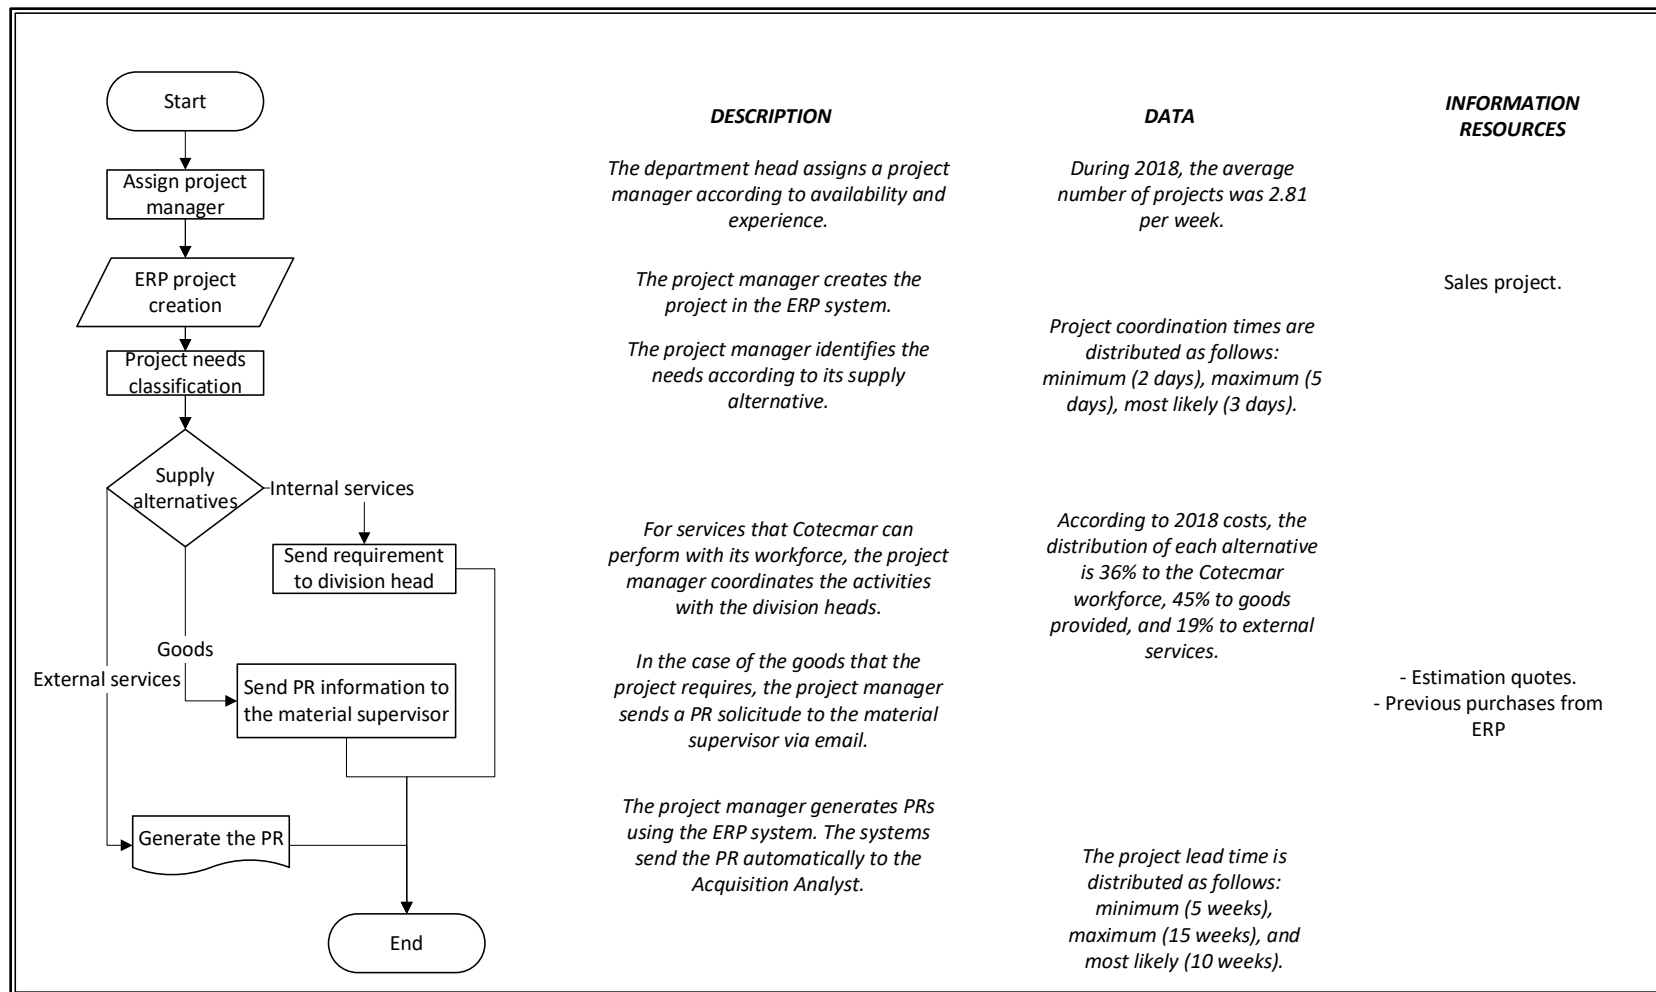 Start
Assign project
manager
ERP project
creation
Project needs
classification
Supply
alternatives
Internal services
Send requirement
to division head
Goods
External services
Send PR information to
the material supervisor
Generate the PR
End
DESCRIPTION
The department head assigns a project
manager according to availability and
experience.
The project manager creates the
project in the ERP system.
The project manager identifies the
needs according to its supply
alternative.
For services that Cotecmar can
perform with its workforce, the project
manager coordinates the activities
with the division heads.
In the case of the goods that the
project requires, the project manager
sends a PR solicitude to the material
supervisor via email.
The project manager generates PRs
using the ERP system. The systems
send the PR automatically to the
Acquisition Analyst.
DATA
During 2018, the average
number of projects was 2.81
per week.
Project coordination times are
distributed as follows:
minimum (2 days), maximum (5
days), most likely (3 days).
According to 2018 costs, the
distribution of each alternative
is 36% to the Cotecmar
workforce, 45% to goods
provided, and 19% to external
services.
The project lead time is
distributed as follows:
minimum (5 weeks),
maximum (15 weeks), and
most likely (10 weeks).
INFORMATION
RESOURCES
Sales project.
- Estimation quotes.
- Previous purchases from
ERP